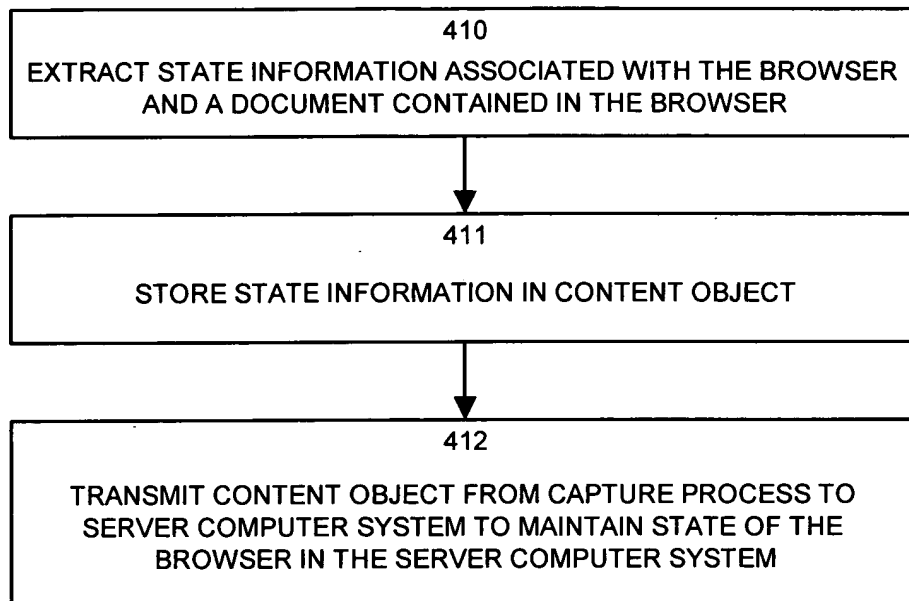 410
EXTRACT STATE INFORMATION ASSOCIATED WITH THE BROWSER
AND A DOCUMENT CONTAINED IN THE BROWSER
411
STORE STATE INFORMATION IN CONTENT OBJECT
412
TRANSMIT CONTENT OBJECT FROM CAPTURE PROCESS TO
SERVER COMPUTER SYSTEM TO MAINTAIN STATE OF THE
BROWSER IN THE SERVER COMPUTER SYSTEM